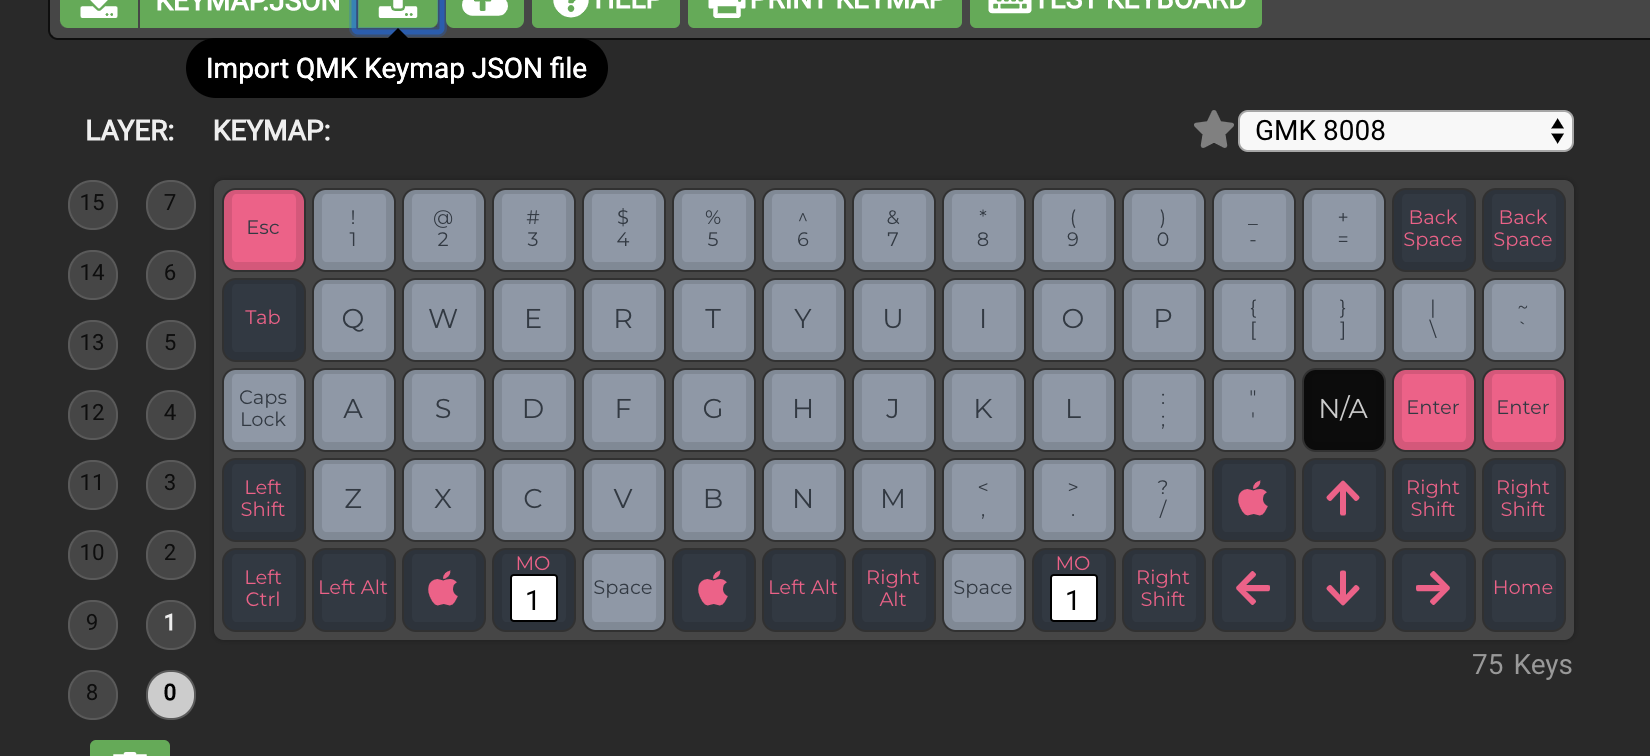 KEYMAP.JSON HELP PRINT KEYMAP TEST KEYBOARD
Import QMK Keymap JSON file
LAYER: KEYMAP: GMK 8008
15 7
14 6
13 5
12 4
11 3
10 2
9 1
8 0
Esc ! 1 @ 2 # 3 $ 4 % 5 ^ 6 & 7 * 8 ( 9 ) 0 _ - + = Back Space Back Space
Tab Q W E R T Y U I O P { [ } ] | \ ~ `
Caps Lock A S D F G H J K L : ; " ' N/A Enter Enter
Left Shift Z X C V B N M < , > . ? / Right Shift Right Shift
Left Ctrl Left Alt MO 1 Space Left Alt Right Alt Space MO 1 Right Shift Home
75 Keys